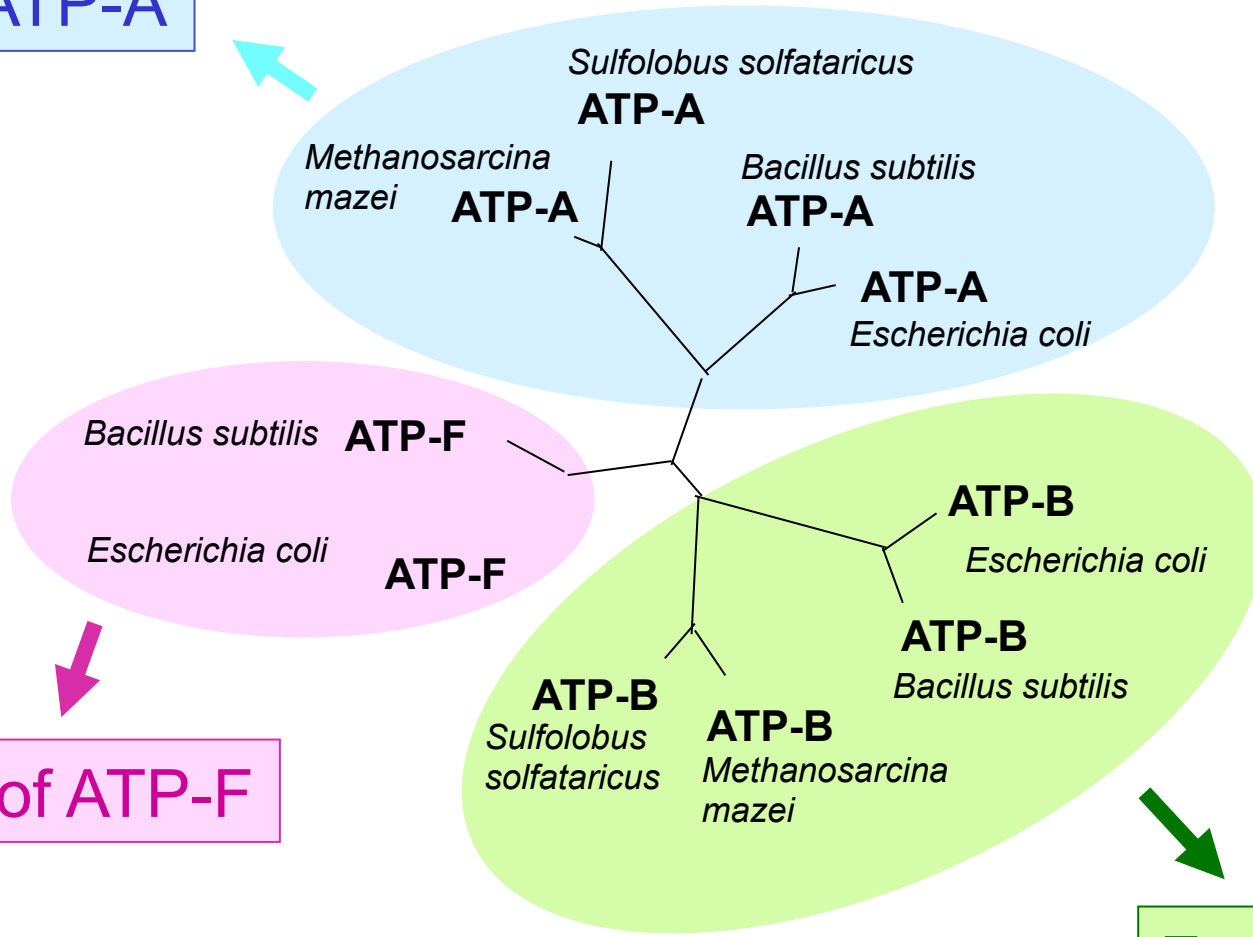 ATP-A
Sulfolobus solfataricus
ATP-A
Methanosarcina
mazei
ATP-A
Bacillus subtilis
ATP-A
ATP-A
Escherichia coli
Bacillus subtilis ATP-F
Escherichia coli
ATP-F
ATP-B
Escherichia coli
ATP-B
Bacillus subtilis
ATP-B
Sulfolobus
solfataricus
ATP-B
Methanosarcina
mazei
of ATP-F